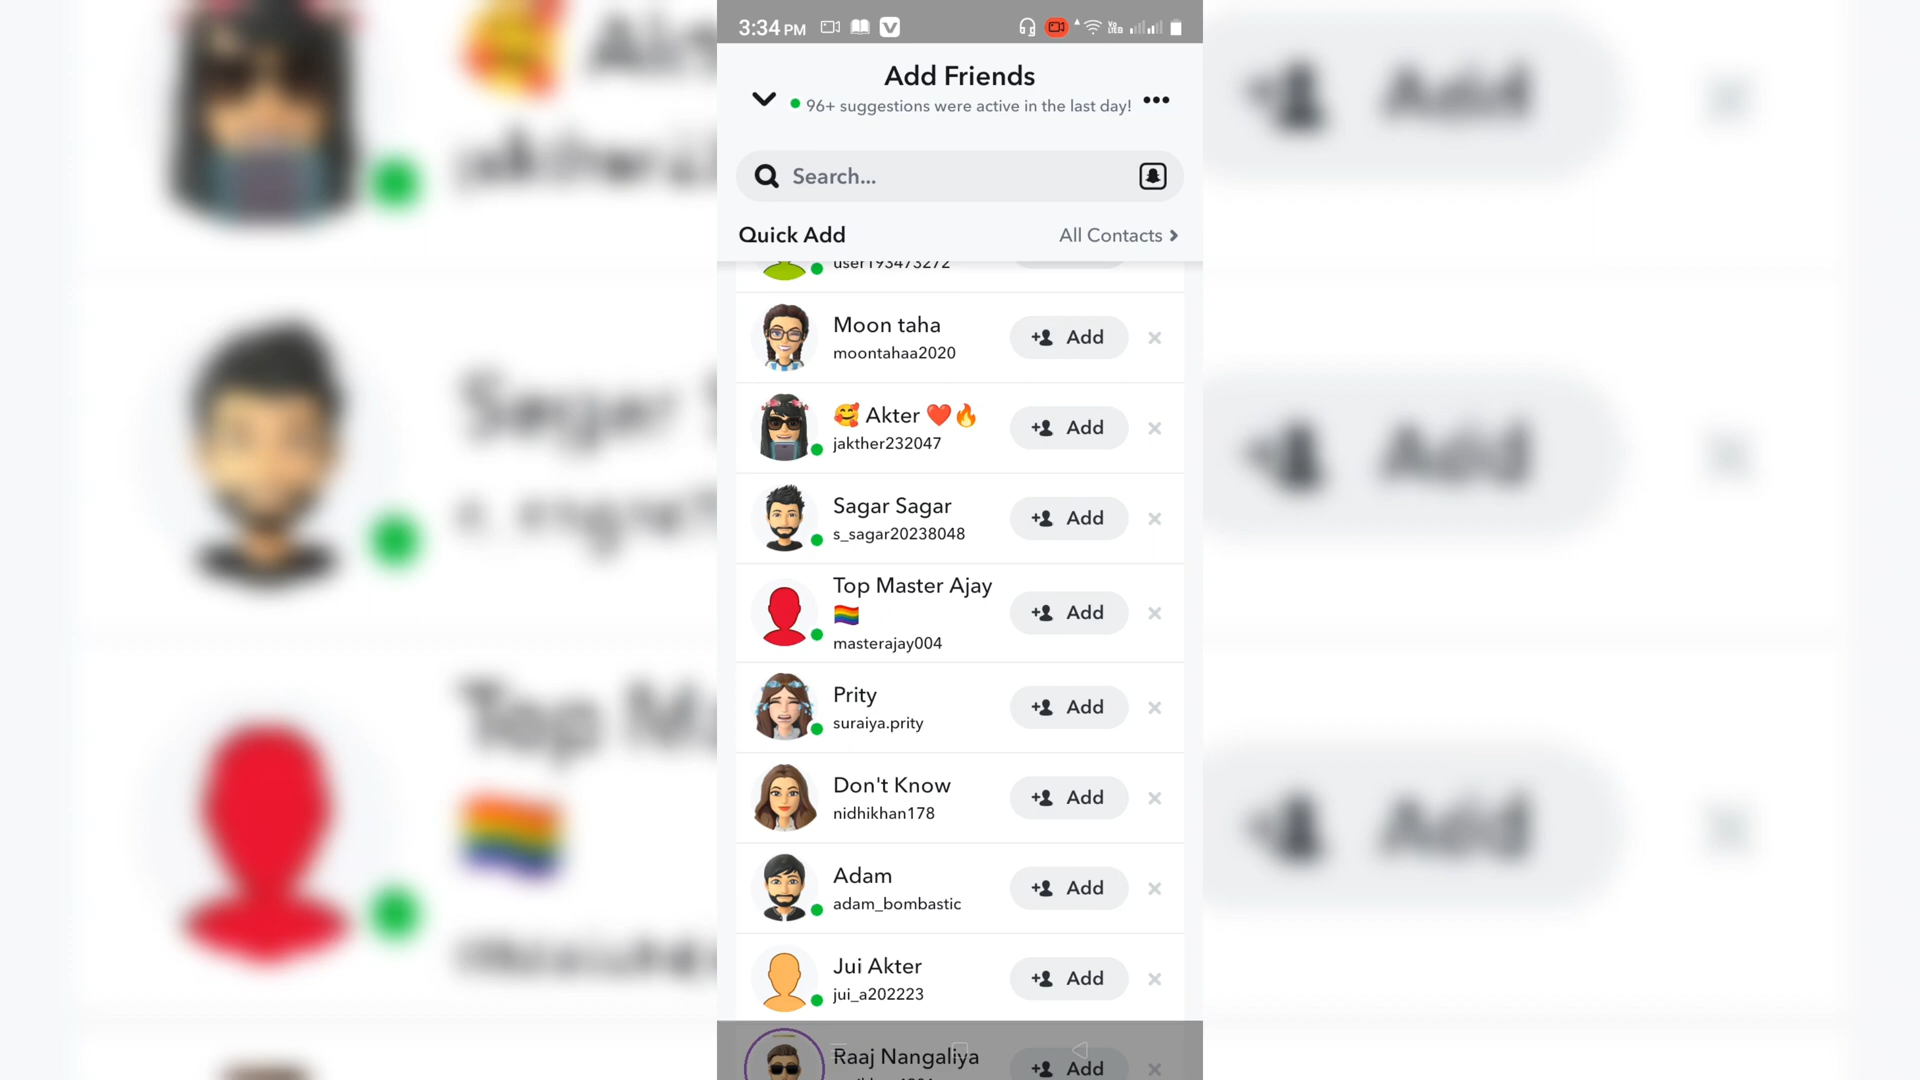 3:34 PM
Add Friends
96+ suggestions were active in the last day!
Search...
Quick Add
All Contacts
user193473272
Moon taha
moontahaa2020
Add
🥰 Akter ❤️🔥
jakther232047
Add
Sagar Sagar
s_sagar20238048
Add
Top Master Ajay
🏳️‍🌈
masterajay004
Add
Prity
suraiya.prity
Add
Don't Know
nidhikhan178
Add
Adam
adam_bombastic
Add
Jui Akter
jui_a202223
Add
Raaj Nangaliya
Add